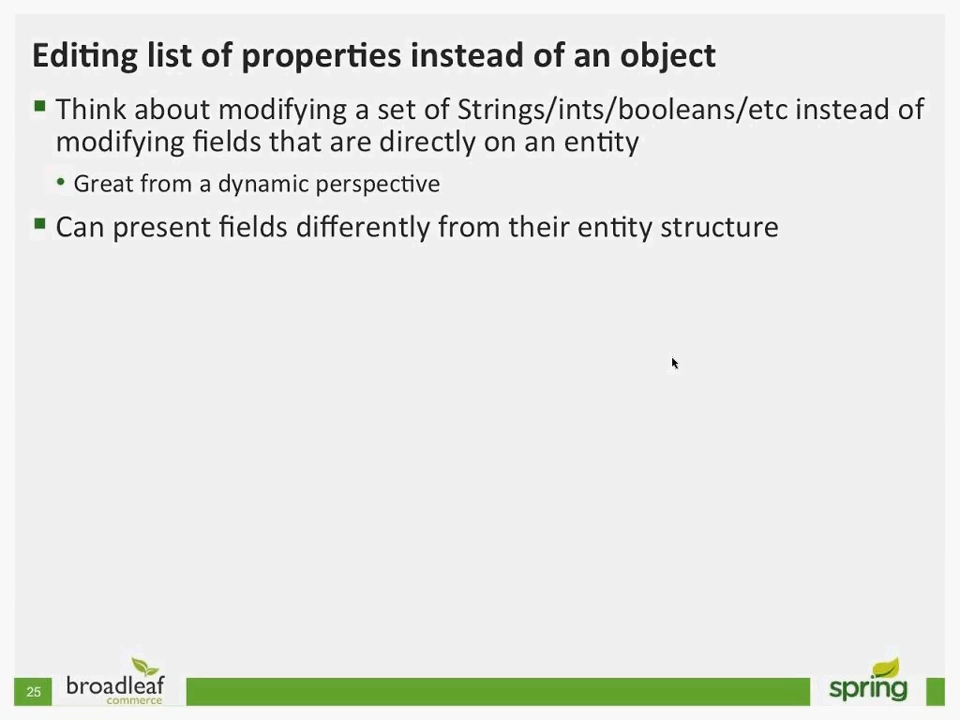 Editing list of properties instead of an object
Think about modifying a set of Strings/ints/booleans/etc instead of
modifying fields that are directly on an entity
Great from a dynamic perspective
Can present fields differently from their entity structure
25
broadleaf
commerce
spring